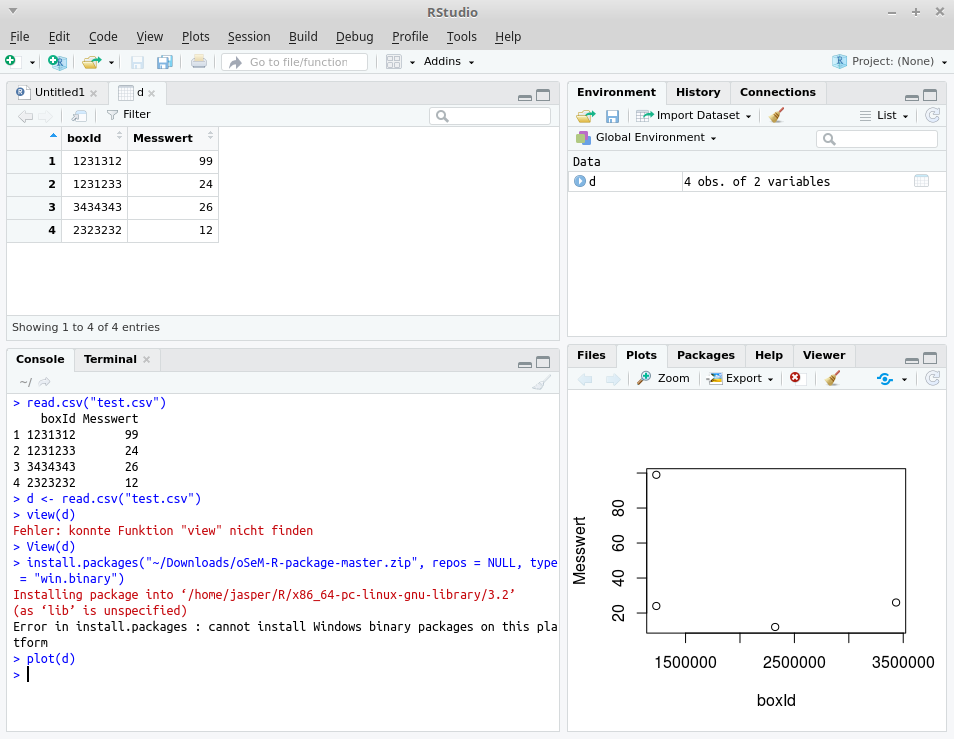 RStudio
File Edit Code View Plots Session Build Debug Profile Tools Help
Go to file/function Addins Project: (None)
Untitled1 d
Filter
boxId Messwert
1 1231312 99
2 1231233 24
3 3434343 26
4 2323232 12
Showing 1 to 4 of 4 entries
Console Terminal
~/
> read.csv("test.csv")
boxId Messwert
1 1231312 99
2 1231233 24
3 3434343 26
4 2323232 12
> d <- read.csv("test.csv")
> view(d)
Fehler: konnte Funktion "view" nicht finden
> View(d)
> install.packages("~/Downloads/oSeM-R-package-master.zip", repos = NULL, type
= "win.binary")
Installing package into ‘/home/jasper/R/x86_64-pc-linux-gnu-library/3.2’
(as ‘lib’ is unspecified)
Error in install.packages : cannot install Windows binary packages on this pla
tform
> plot(d)
>
Environment History Connections
Import Dataset List
Global Environment
Data
d 4 obs. of 2 variables
Files Plots Packages Help Viewer
Zoom Export
Messwert
80
60
40
20
1500000 2500000 3500000
boxId